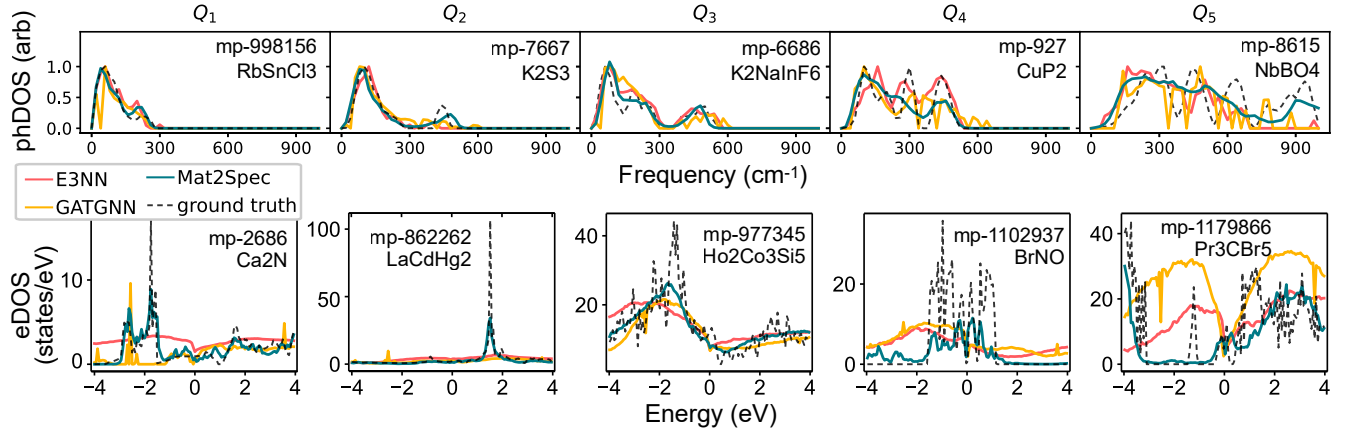 Q1 Q2 Q3 Q4 Q5
phDOS (arb)
1.0
0.5
0.0
mp-998156
RbSnCl3
mp-7667
K2S3
mp-6686
K2NaInF6
mp-927
CuP2
mp-8615
NbBO4
0 300 600 900 0 300 600 900 0 300 600 900 0 300 600 900 0 300 600 900
Frequency (cm-1)
E3NN
GATGNN
Mat2Spec
ground truth
eDOS
(states/eV)
10
0
mp-2686
Ca2N
100
50
0
mp-862262
LaCdHg2
40
20
mp-977345
Ho2Co3Si5
20
0
mp-1102937
BrNO
40
20
0
mp-1179866
Pr3CBr5
−4 −2 0 2 4 −4 −2 0 2 4 −4 −2 0 2 4 −4 −2 0 2 4 −4 −2 0 2 4
Energy (eV)